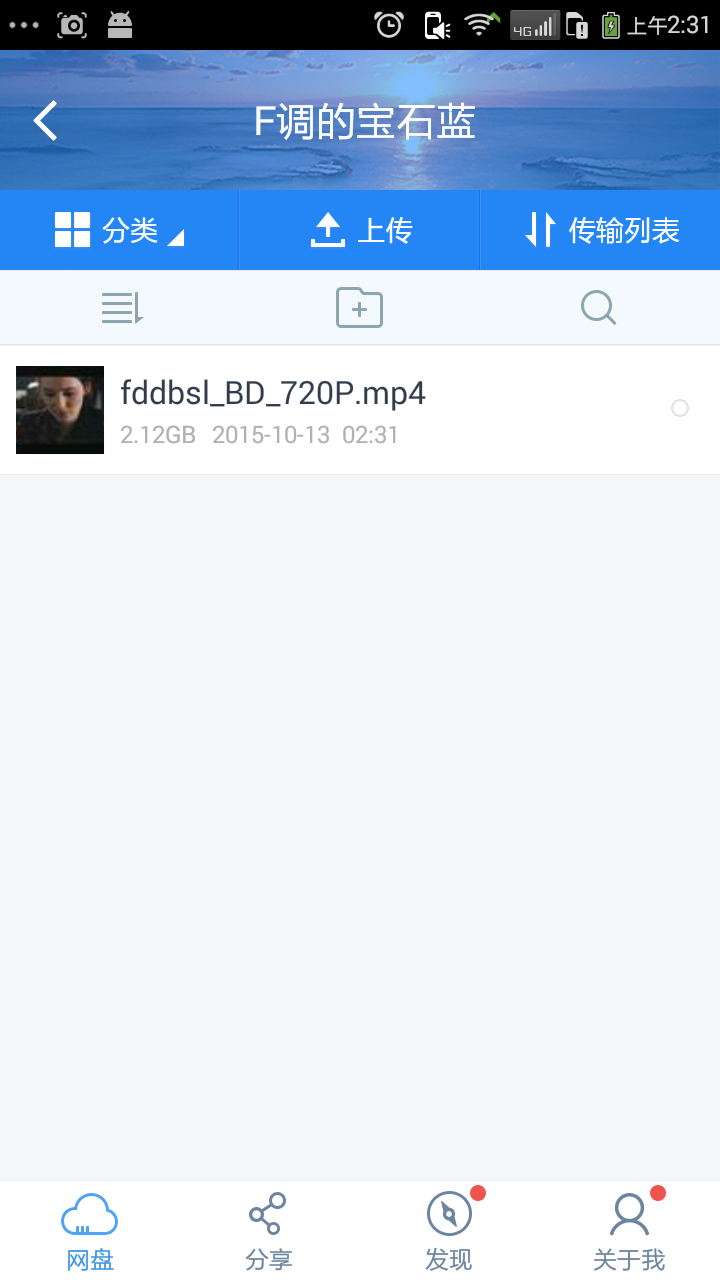 4G 上午2:31
F调的宝石蓝
分类 上传 传输列表
fddbsl_BD_720P.mp4
2.12GB 2015-10-13 02:31
网盘 分享 发现 关于我